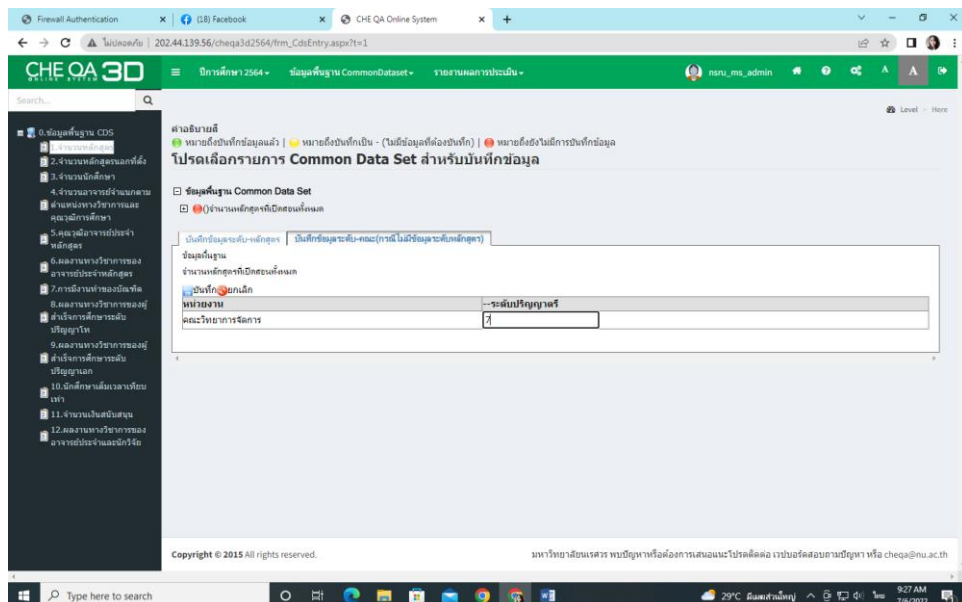 Firewall Authentication
(18) Facebook
CHE QA Online System
ไม่ปลอดภัย | 202.44.139.56/cheqa3d2564/frm_CdsEntry.aspx?t=1
CHE QA 3D
ONLINE SYSTEM
ปีการศึกษา 2564
ข้อมูลพื้นฐาน CommonDataset
รายงานผลการประเมิน
nsru_ms_admin
A
A
Search...
Level > Here
0.ข้อมูลพื้นฐาน CDS
1.จำนวนหลักสูตร
2.จำนวนหลักสูตรนอกที่ตั้ง
3.จำนวนนักศึกษา
4.จำนวนอาจารย์จำแนกตาม
ตำแหน่งทางวิชาการและ
คุณวุฒิการศึกษา
5.คุณวุฒิอาจารย์ประจำ
หลักสูตร
6.ผลงานทางวิชาการของ
อาจารย์ประจำหลักสูตร
7.การมีงานทำของบัณฑิต
8.ผลงานทางวิชาการของผู้
สำเร็จการศึกษาระดับ
ปริญญาโท
9.ผลงานทางวิชาการของผู้
สำเร็จการศึกษาระดับ
ปริญญาเอก
10.นักศึกษาเต็มเวลาเทียบ
เท่า
11.จำนวนเงินสนับสนุน
12.ผลงานทางวิชาการของ
อาจารย์ประจำและนักวิจัย
คำอธิบายสี
หมายถึงบันทึกข้อมูลแล้ว | หมายถึงบันทึกเป็น - (ไม่มีข้อมูลที่ต้องบันทึก) | หมายถึงยังไม่มีการบันทึกข้อมูล
โปรดเลือกรายการ Common Data Set สำหรับบันทึกข้อมูล
ข้อมูลพื้นฐาน Common Data Set
()จำนวนหลักสูตรที่เปิดสอนทั้งหมด
บันทึกข้อมูลระดับ-หลักสูตร
บันทึกข้อมูลระดับ-คณะ(กรณีไม่มีข้อมูลระดับหลักสูตร)
ข้อมูลพื้นฐาน
จำนวนหลักสูตรที่เปิดสอนทั้งหมด
บันทึก ยกเลิก
หน่วยงาน
--ระดับปริญญาตรี
คณะวิทยาการจัดการ
7
Copyright © 2015 All rights reserved.
มหาวิทยาลัยนเรศวร พบปัญหาหรือต้องการเสนอแนะโปรดติดต่อ เวปบอร์ดสอบถามปัญหา หรือ cheqa@nu.ac.th
Type here to search
29°C มีแดดส่วนใหญ่
ไทย
9:27 AM
7/6/2022